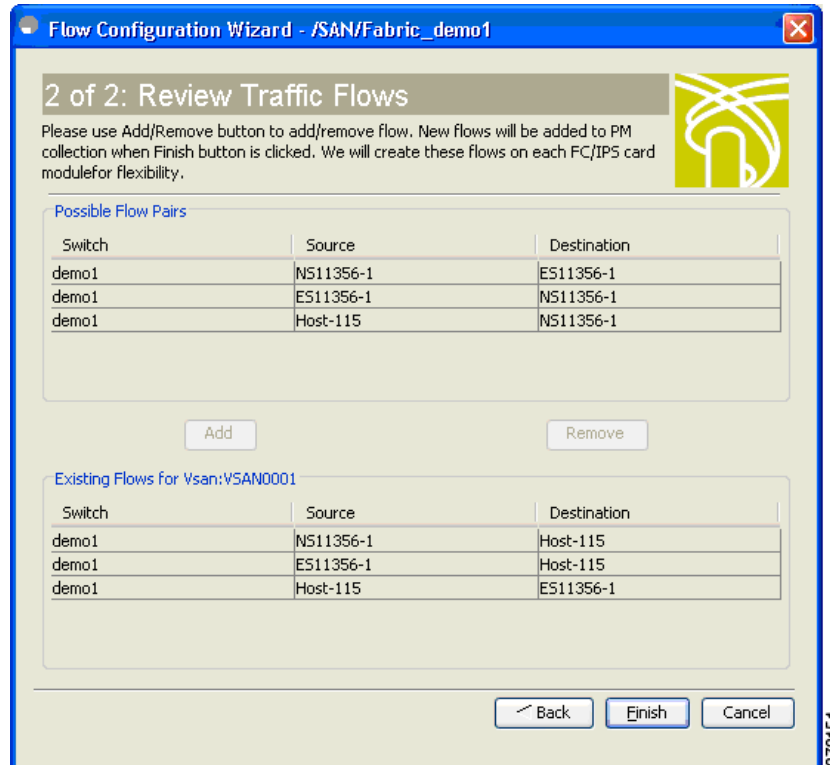 Flow Configuration Wizard - /SAN/Fabric_demo1
2 of 2: Review Traffic Flows
Please use Add/Remove button to add/remove flow. New flows will be added to PM
collection when Finish button is clicked. We will create these flows on each FC/IPS card
modulefor flexibility.
Possible Flow Pairs
Switch Source Destination
demo1 NS11356-1 ES11356-1
demo1 ES11356-1 NS11356-1
demo1 Host-115 NS11356-1
Add Remove
Existing Flows for Vsan:VSAN0001
Switch Source Destination
demo1 NS11356-1 Host-115
demo1 ES11356-1 Host-115
demo1 Host-115 ES11356-1
Back Finish Cancel